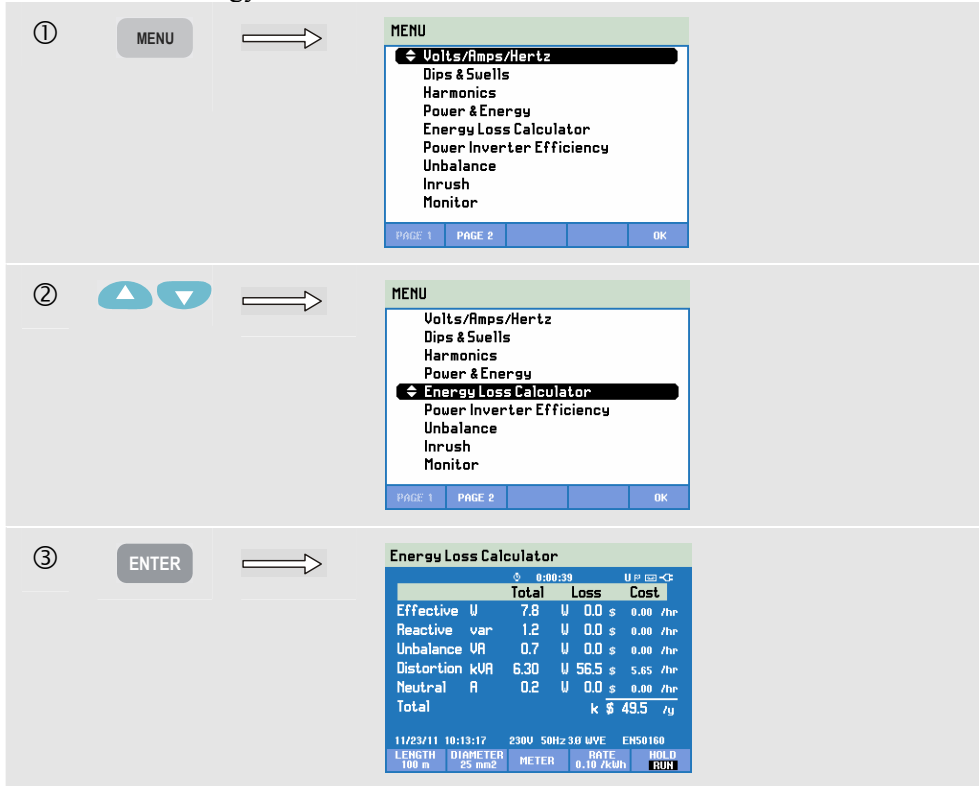 ①
MENU
MENU
Volts/Amps/Hertz
Dips & Swells
Harmonics
Power & Energy
Energy Loss Calculator
Power Inverter Efficiency
Unbalance
Inrush
Monitor
PAGE 1 PAGE 2 OK
②
MENU
Volts/Amps/Hertz
Dips & Swells
Harmonics
Power & Energy
Energy Loss Calculator
Power Inverter Efficiency
Unbalance
Inrush
Monitor
PAGE 1 PAGE 2 OK
③
ENTER
Energy Loss Calculator
0:00:39
Total Loss Cost
Effective W 7.8 W 0.0 $ 0.00 /hr
Reactive var 1.2 W 0.0 $ 0.00 /hr
Unbalance VA 0.7 W 0.0 $ 0.00 /hr
Distortion kVA 6.30 W 56.5 $ 5.65 /hr
Neutral A 0.2 W 0.0 $ 0.00 /hr
Total k $ 49.5 /y
11/23/11 10:13:17 230V 50Hz 3Ø WYE EN50160
LENGTH DIAMETER METER RATE HOLD
100 m 25 mm2 0.10 /kWh RUN